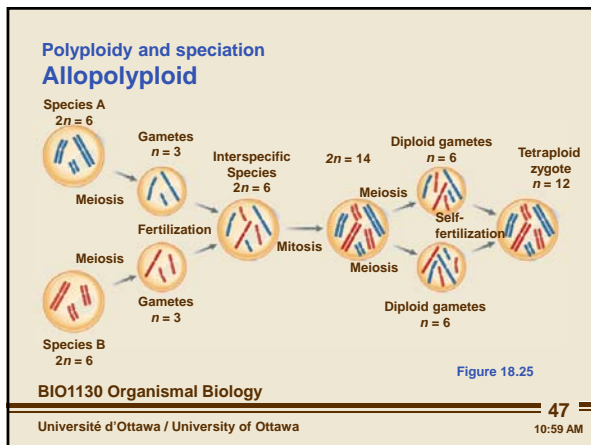 Polyploidy and speciation
Allopolyploid
Species A
2n = 6
Gametes
n = 3
Meiosis
Interspecific
Species
2n = 6
Fertilization
Meiosis
Gametes
n = 3
Species B
2n = 6
Mitosis
2n = 14
Meiosis
Meiosis
Diploid gametes
n = 6
Self-
fertilization
Diploid gametes
n = 6
Tetraploid
zygote
n = 12
Figure 18.25
BIO1130 Organismal Biology
Université d'Ottawa / University of Ottawa
47
10:59 AM